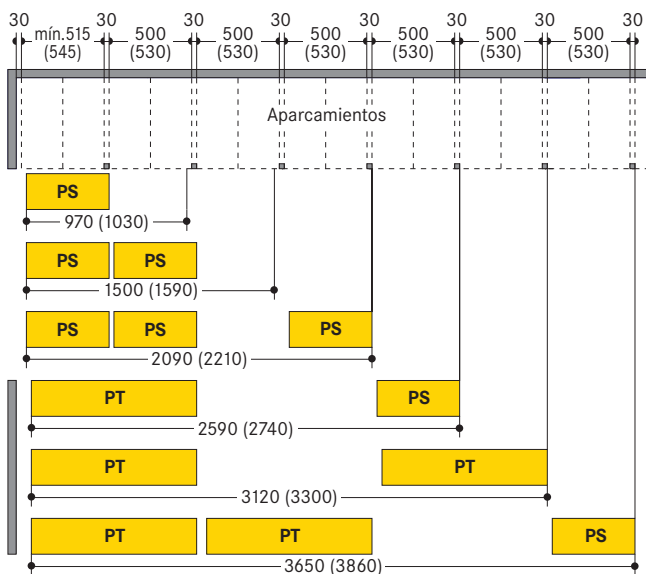 30 mín.515 30 500 30 500 30 500 30 500 30 500 30 500 30
(545) (530) (530) (530) (530) (530) (530)
Aparcamientos
PS
970 (1030)
PS PS
1500 (1590)
PS PS PS
2090 (2210)
PT PS
2590 (2740)
PT PT
3120 (3300)
PT PT PS
3650 (3860)